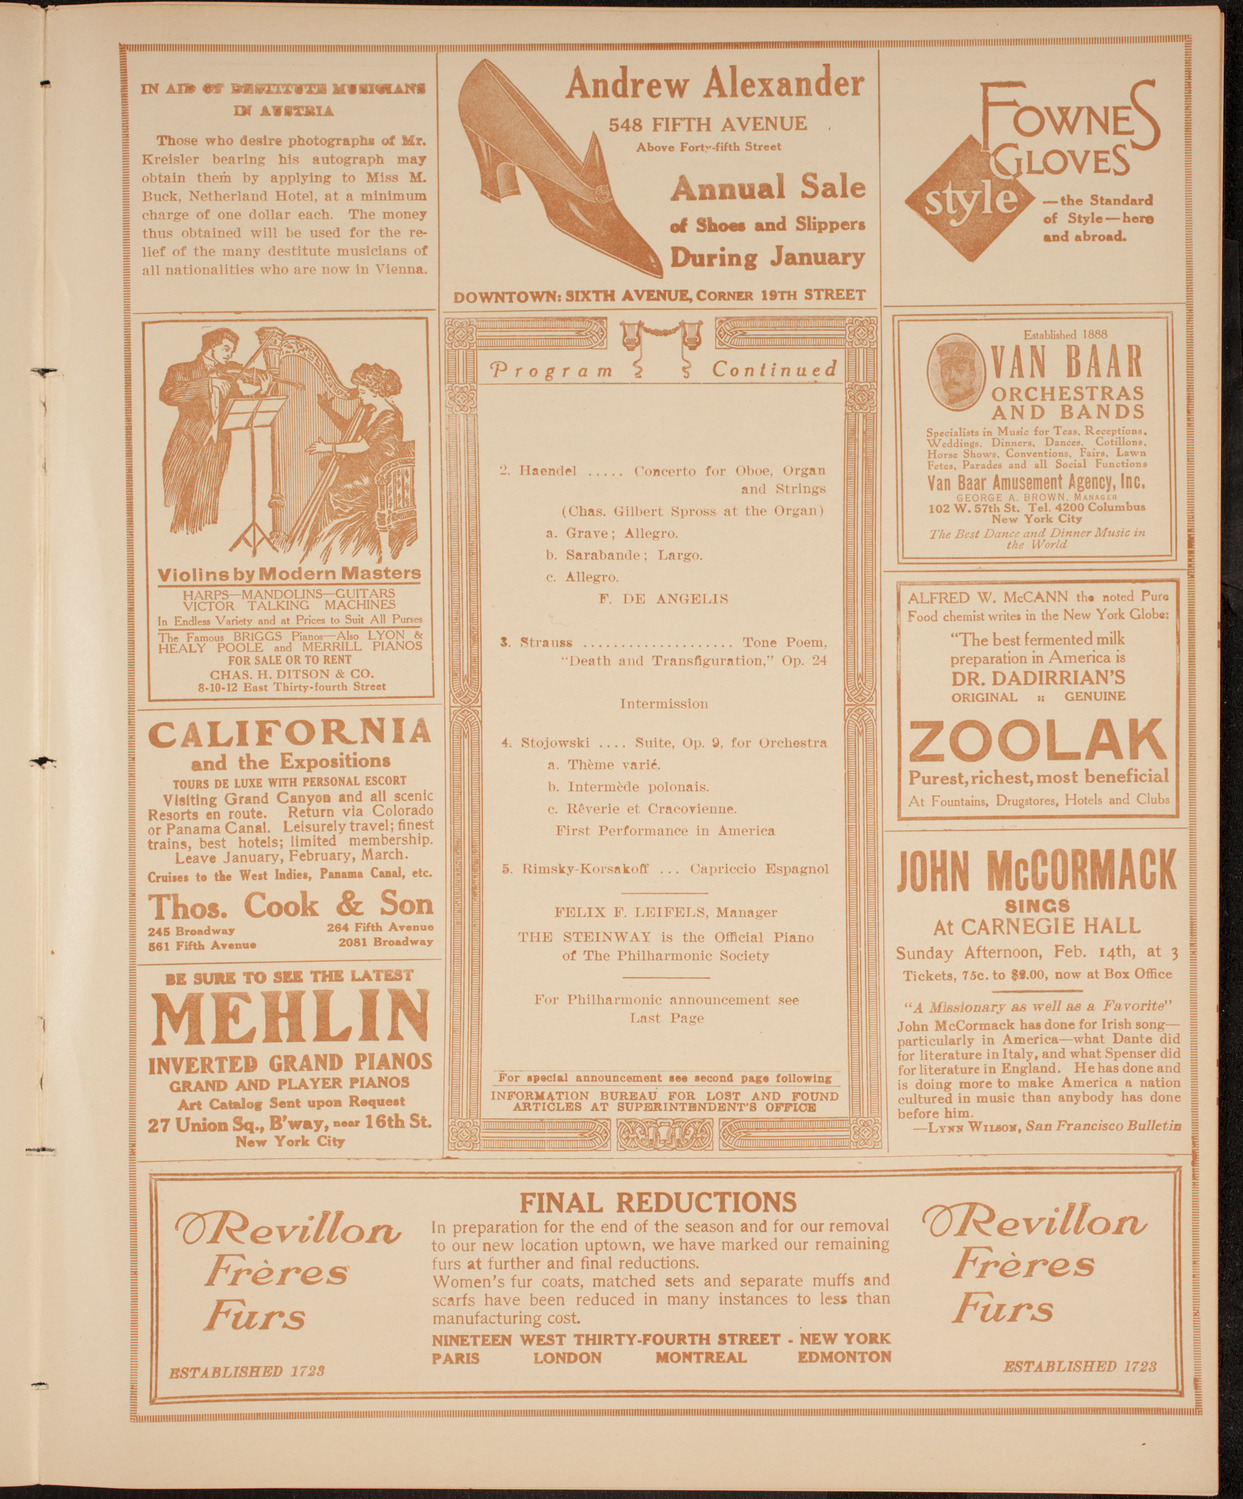 IN AID OF DESTITUTE MUSICIANS
IN AUSTRIA
Those who desire photographs of Mr.
Kreisler bearing his autograph may
obtain them by applying to Miss M.
Buck, Netherland Hotel, at a minimum
charge of one dollar each. The money
thus obtained will be used for the re-
lief of the many destitute musicians of
all nationalities who are now in Vienna.
Andrew Alexander
548 FIFTH AVENUE
Above Forty-fifth Street
Annual Sale
of Shoes and Slippers
During January
DOWNTOWN: SIXTH AVENUE, CORNER 19TH STREET
FOWNES
GLOVES
style
—the Standard
of Style—here
and abroad.
Violins by Modern Masters
HARPS—MANDOLINS—GUITARS
VICTOR TALKING MACHINES
In Endless Variety and at Prices to Suit All Purses
The Famous BRIGGS Pianos—Also LYON &
HEALY POOLE and MERRILL PIANOS
FOR SALE OR TO RENT
CHAS. H. DITSON & CO.
8-10-12 East Thirty-fourth Street
CALIFORNIA
and the Expositions
TOURS DE LUXE WITH PERSONAL ESCORT
Visiting Grand Canyon and all scenic
Resorts en route. Return via Colorado
or Panama Canal. Leisurely travel; finest
trains, best hotels; limited membership.
Leave January, February, March.
Cruises to the West Indies, Panama Canal, etc.
Thos. Cook & Son
245 Broadway 264 Fifth Avenue
561 Fifth Avenue 2081 Broadway
BE SURE TO SEE THE LATEST
MEHLIN
INVERTED GRAND PIANOS
GRAND AND PLAYER PIANOS
Art Catalog Sent upon Request
27 Union Sq., B'way, near 16th St.
New York City
Program Continued
2. Haendel ..... Concerto for Oboe, Organ
and Strings
(Chas. Gilbert Spross at the Organ)
a. Grave; Allegro.
b. Sarabande; Largo.
c. Allegro.
F. DE ANGELIS
3. Strauss .................... Tone Poem,
"Death and Transfiguration," Op. 24
Intermission
4. Stojowski .... Suite, Op. 9, for Orchestra
a. Thème varié.
b. Intermède polonais.
c. Rêverie et Cracovienne.
First Performance in America
5. Rimsky-Korsakoff ... Capriccio Espagnol
FELIX F. LEIFELS, Manager
THE STEINWAY is the Official Piano
of The Philharmonic Society
For Philharmonic announcement see
Last Page
For special announcement see second page following
INFORMATION BUREAU FOR LOST AND FOUND
ARTICLES AT SUPERINTENDENT'S OFFICE
Established 1888
VAN BAAR
ORCHESTRAS
AND BANDS
Specialists in Music for Teas, Receptions,
Weddings, Dinners, Dances, Cotillons,
Horse Shows, Conventions, Fairs, Lawn
Fetes, Parades and all Social Functions
Van Baar Amusement Agency, Inc.
GEORGE A. BROWN, MANAGER
102 W. 57th St. Tel. 4200 Columbus
New York City
The Best Dance and Dinner Music in
the World
ALFRED W. McCANN the noted Pure
Food chemist writes in the New York Globe:
"The best fermented milk
preparation in America is
DR. DADIRRIAN'S
ORIGINAL :: GENUINE
ZOOLAK
Purest, richest, most beneficial
At Fountains, Drugstores, Hotels and Clubs
JOHN McCORMACK
SINGS
At CARNEGIE HALL
Sunday Afternoon, Feb. 14th, at 3
Tickets, 75c. to $2.00, now at Box Office
"A Missionary as well as a Favorite"
John McCormack has done for Irish song—
particularly in America—what Dante did
for literature in Italy, and what Spenser did
for literature in England. He has done and
is doing more to make America a nation
cultured in music than anybody has done
before him.
—LYNN WILSON, San Francisco Bulletin
Revillon
Frères
Furs
ESTABLISHED 1723
FINAL REDUCTIONS
In preparation for the end of the season and for our removal
to our new location uptown, we have marked our remaining
furs at further and final reductions.
Women's fur coats, matched sets and separate muffs and
scarfs have been reduced in many instances to less than
manufacturing cost.
NINETEEN WEST THIRTY-FOURTH STREET - NEW YORK
PARIS LONDON MONTREAL EDMONTON
Revillon
Frères
Furs
ESTABLISHED 1723